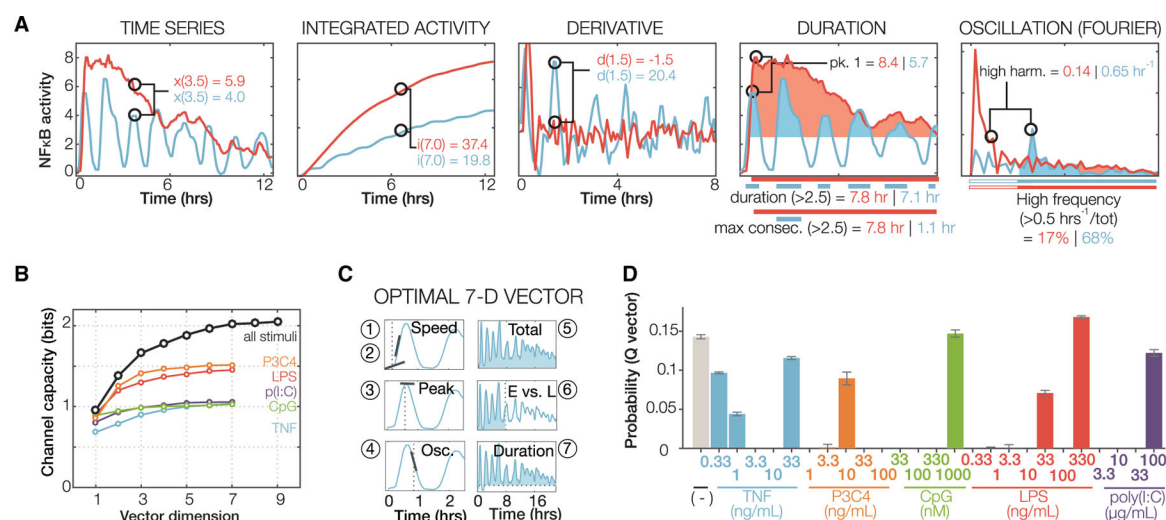 A
TIME SERIES
INTEGRATED ACTIVITY
DERIVATIVE
DURATION
OSCILLATION (FOURIER)
NFκB activity
8
6
4
2
0
x(3.5) = 5.9
x(3.5) = 4.0
0 6 12
Time (hrs)
i(7.0) = 37.4
i(7.0) = 19.8
0 6 12
Time (hrs)
d(1.5) = -1.5
d(1.5) = 20.4
0 4 8
Time (hrs)
pk. 1 = 8.4 | 5.7
duration (>2.5) = 7.8 hr | 7.1 hr
max consec. (>2.5) = 7.8 hr | 1.1 hr
high harm. = 0.14 | 0.65 hr⁻¹
High frequency
(>0.5 hrs⁻¹/tot)
= 17% | 68%
B
Channel capacity (bits)
2
1
0
all stimuli
P3C4
LPS
p(I:C)
CpG
TNF
1 3 5 7 9
Vector dimension
C
OPTIMAL 7-D VECTOR
1 Speed
2
3 Peak
4 Osc.
Total 5
E vs. L 6
Duration 7
0 1 2
Time (hrs)
0 8 16
Time (hrs)
D
Probability (Q vector)
0.15
0.10
0.05
0
0.33 3.3 33 3.3 33 33 330 0.33 3.3 33 330 10 100
1 10 1 10 100 100 1000 1 10 100 3.3 33
(-)
TNF
(ng/mL)
P3C4
(ng/mL)
CpG
(nM)
LPS
(ng/mL)
poly(I:C)
(µg/mL)